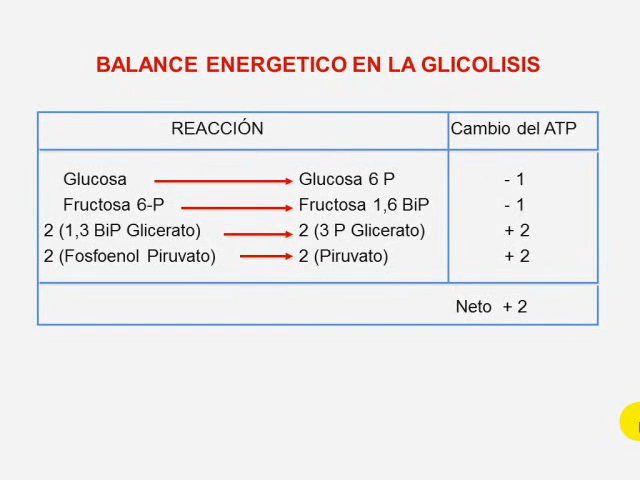 BALANCE ENERGETICO EN LA GLICOLISIS
REACCIÓN Cambio del ATP
Glucosa Glucosa 6 P - 1
Fructosa 6-P Fructosa 1,6 BiP - 1
2 (1,3 BiP Glicerato) 2 (3 P Glicerato) + 2
2 (Fosfoenol Piruvato) 2 (Piruvato) + 2
Neto + 2